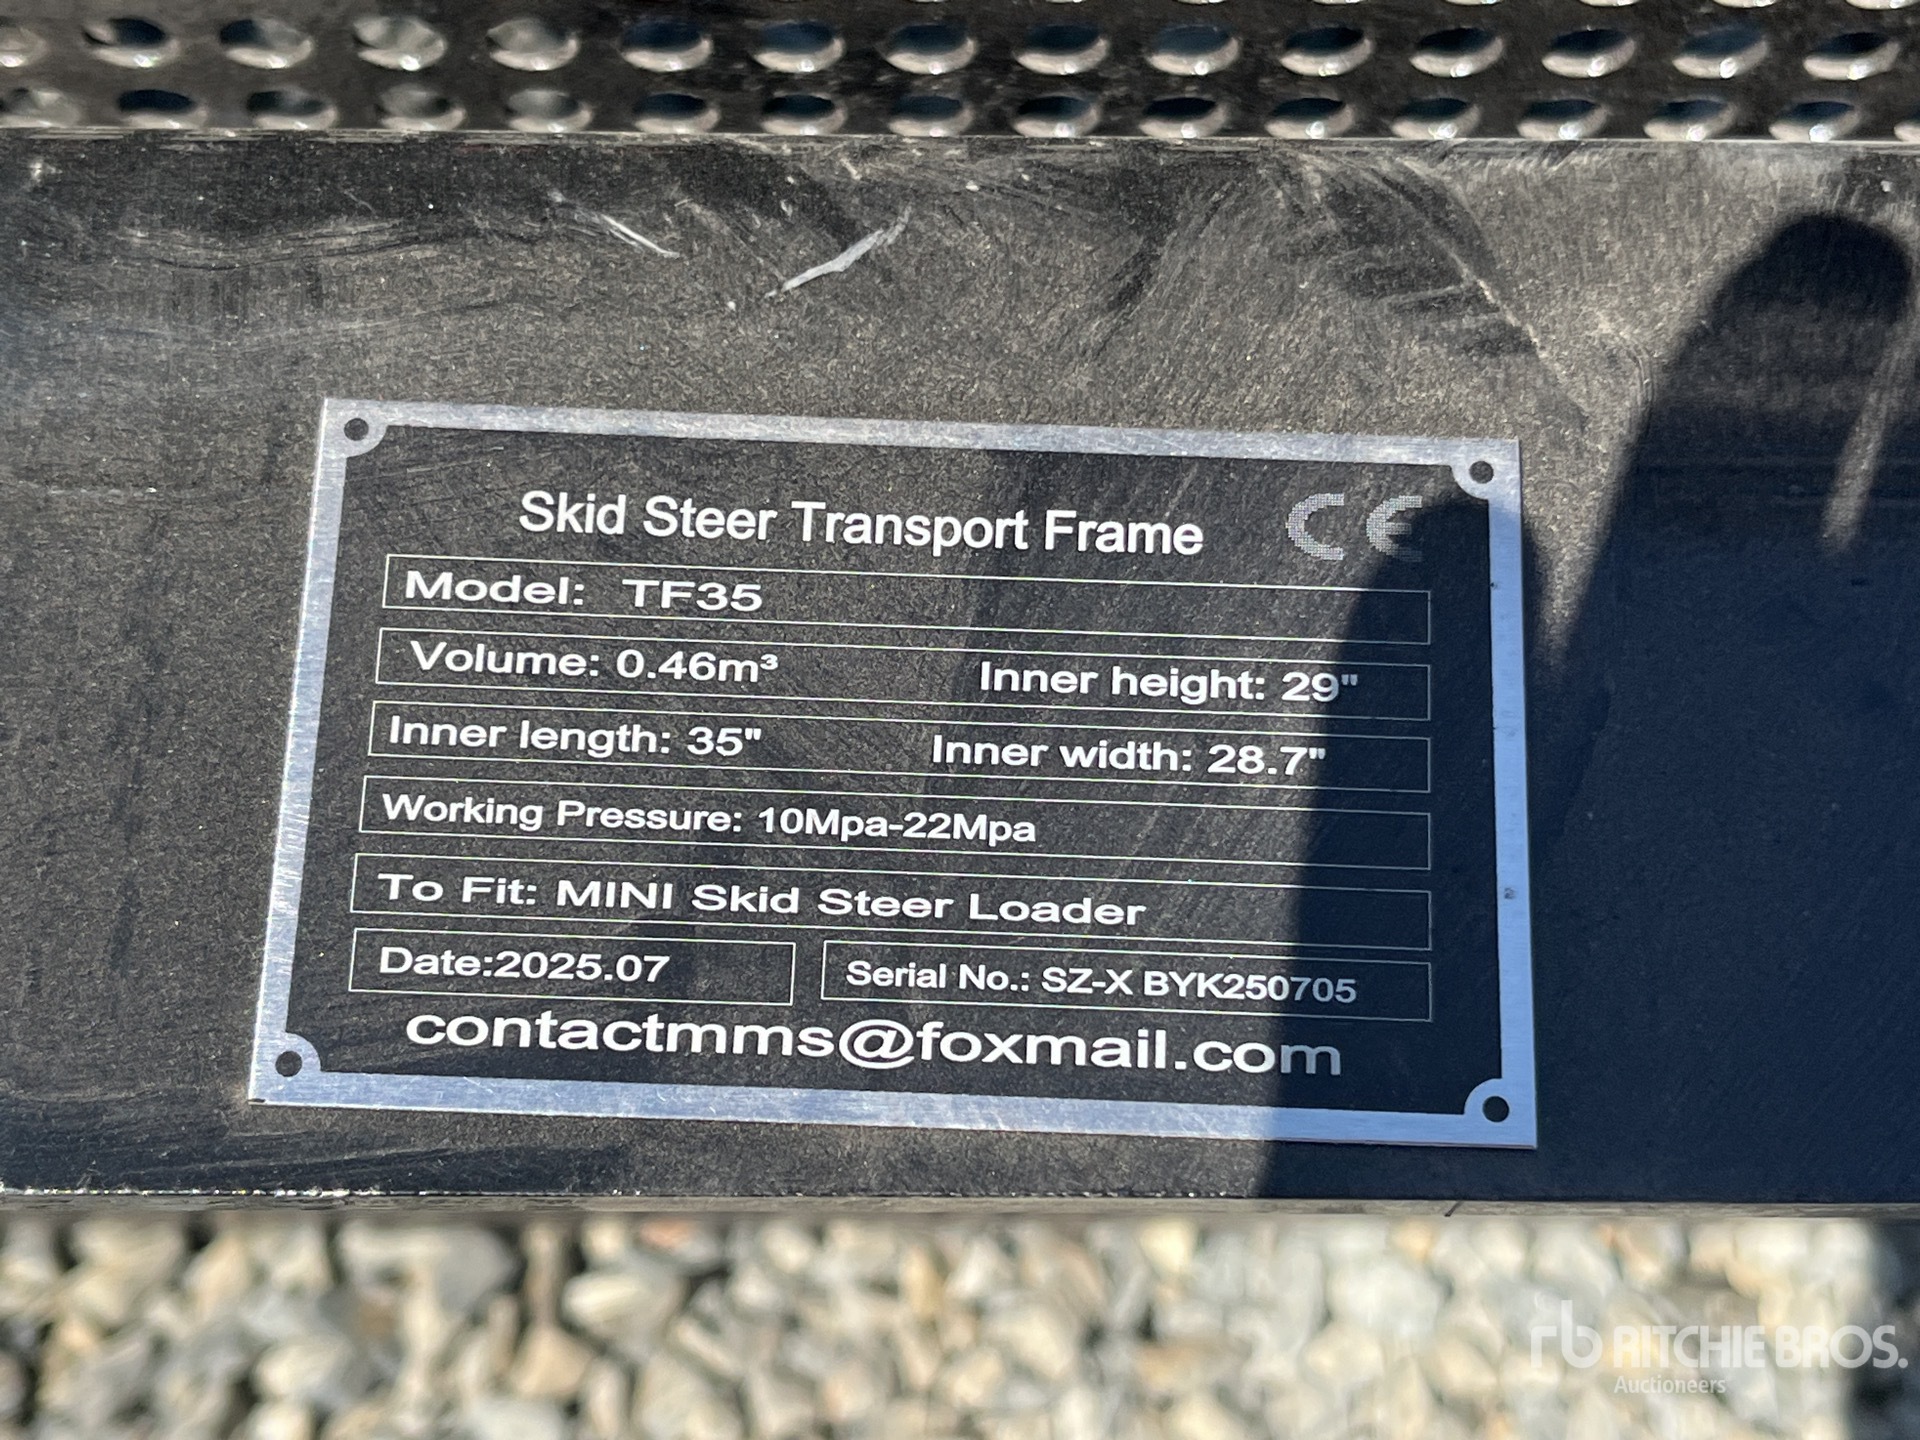 Skid Steer Transport Frame CE
Model: TF35
Volume: 0.46m³ Inner height: 29"
Inner length: 35" Inner width: 28.7"
Working Pressure: 10Mpa-22Mpa
To Fit: MINI Skid Steer Loader
Date:2025.07 Serial No.: SZ-X BYK250705
contactmms@foxmail.com
rb RITCHIE BROS.
Auctioneers